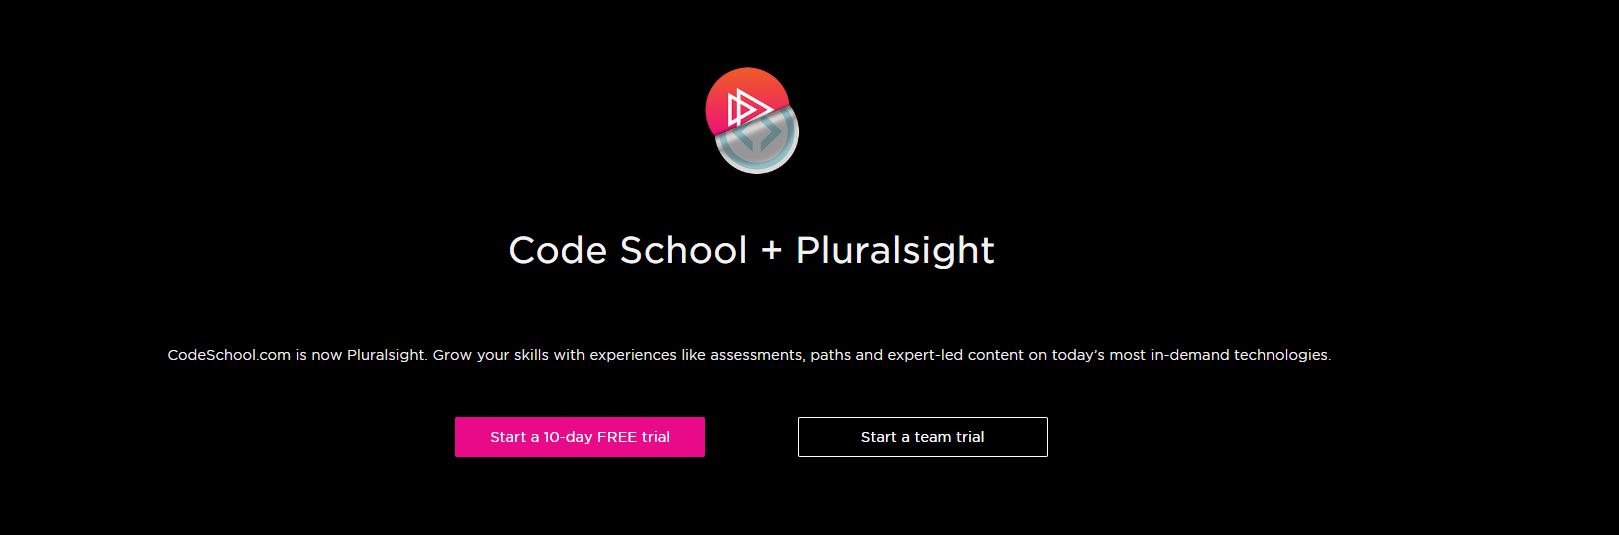 Code School + Pluralsight
CodeSchool.com is now Pluralsight. Grow your skills with experiences like assessments, paths and expert-led content on today's most in-demand technologies.
Start a 10-day FREE trial
Start a team trial